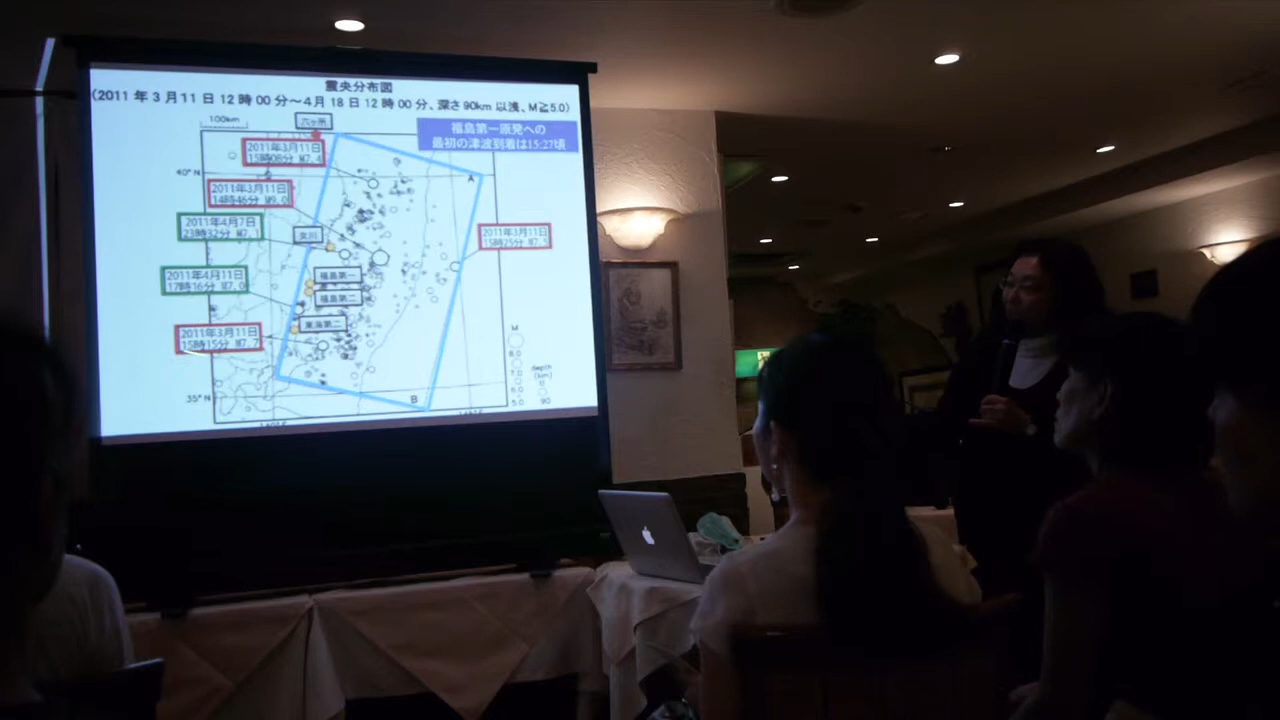 震央分布図
(2011 年 3 月 11 日 12 時 00 分～4 月 18 日 12 時 00 分、深さ 90km 以浅、M≧5.0)
100km
六ヶ所
福島第一原発への
最初の津波到着は15:27頃
2011年3月11日
15時08分 M7.4
40° N
A
2011年3月11日
14時46分 M9.0
2011年4月7日
23時32分 M7.1
女川
2011年3月11日
15時25分 M7.5
2011年4月11日
17時16分 M7.0
福島第一
福島第二
東海第二
2011年3月11日
15時15分 M7.7
M
8.0
7.0
6.0
5.0
depth
(km)
0
90
35° N
B